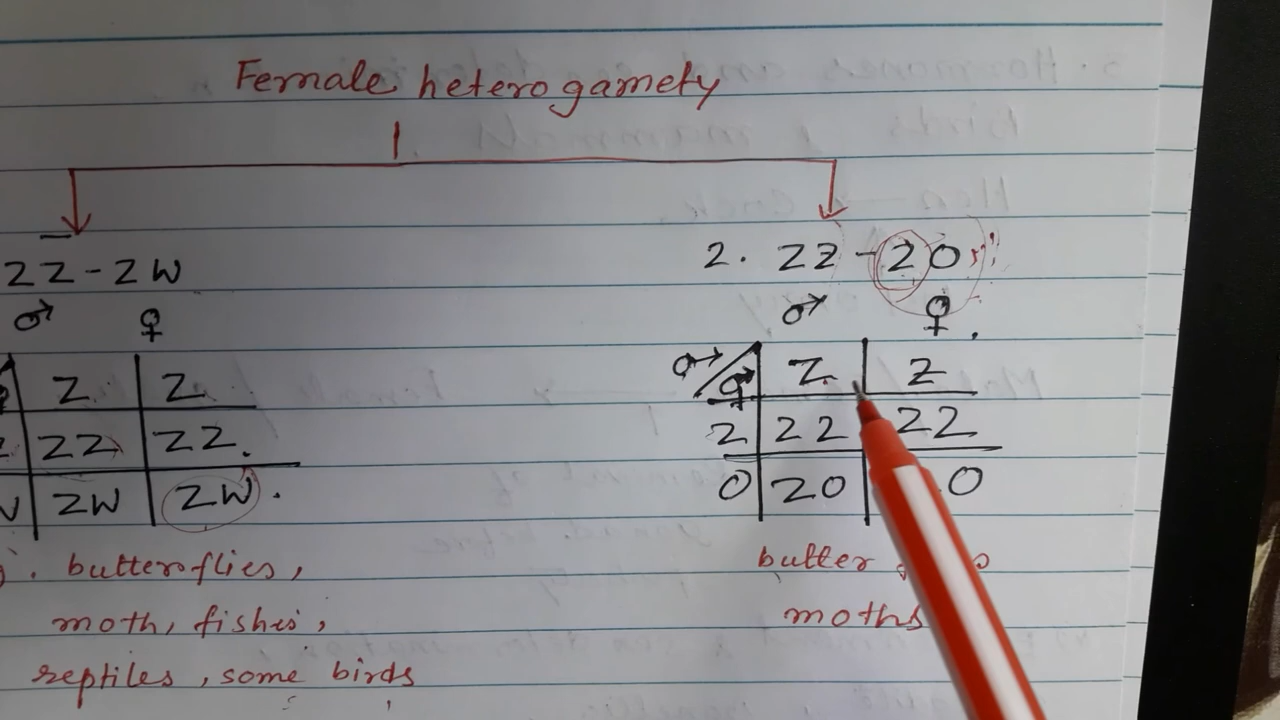 Female heterogamety
ZZ - ZW
♂ ♀
Z Z
ZZ ZZ.
ZW ZW.
butterflies,
moth, fishes,
reptiles, some birds
2. ZZ - ZO
♂ ♀.
♂ ♀ Z Z
Z ZZ ZZ
O ZO O
butter
moths